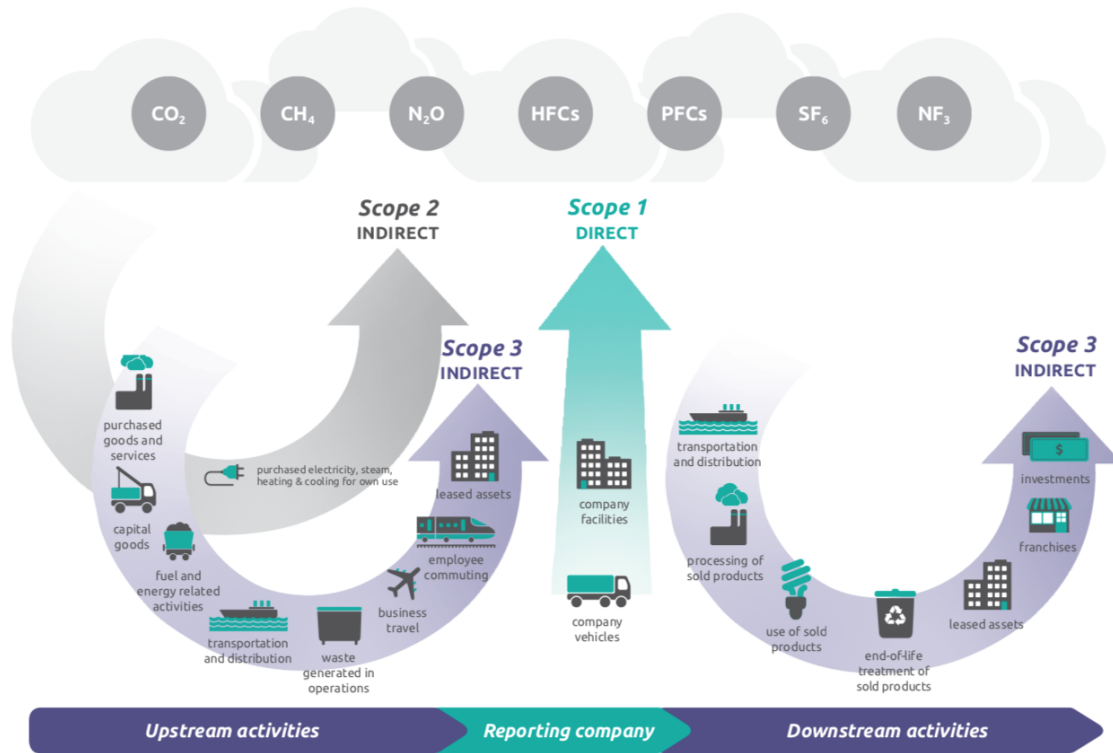 CO₂
CH₄
N₂O
HFCs
PFCs
SF₆
NF₃
Scope 2
INDIRECT
Scope 1
DIRECT
Scope 3
INDIRECT
Scope 3
INDIRECT
purchased
goods and
services
capital
goods
fuel and
energy related
activities
purchased electricity, steam,
heating & cooling for own use
transportation
and distribution
waste
generated in
operations
business
travel
employee
commuting
leased assets
company
facilities
company
vehicles
transportation
and distribution
processing of
sold products
use of sold
products
end-of-life
treatment of
sold products
leased assets
franchises
$
investments
Upstream activities
Reporting company
Downstream activities